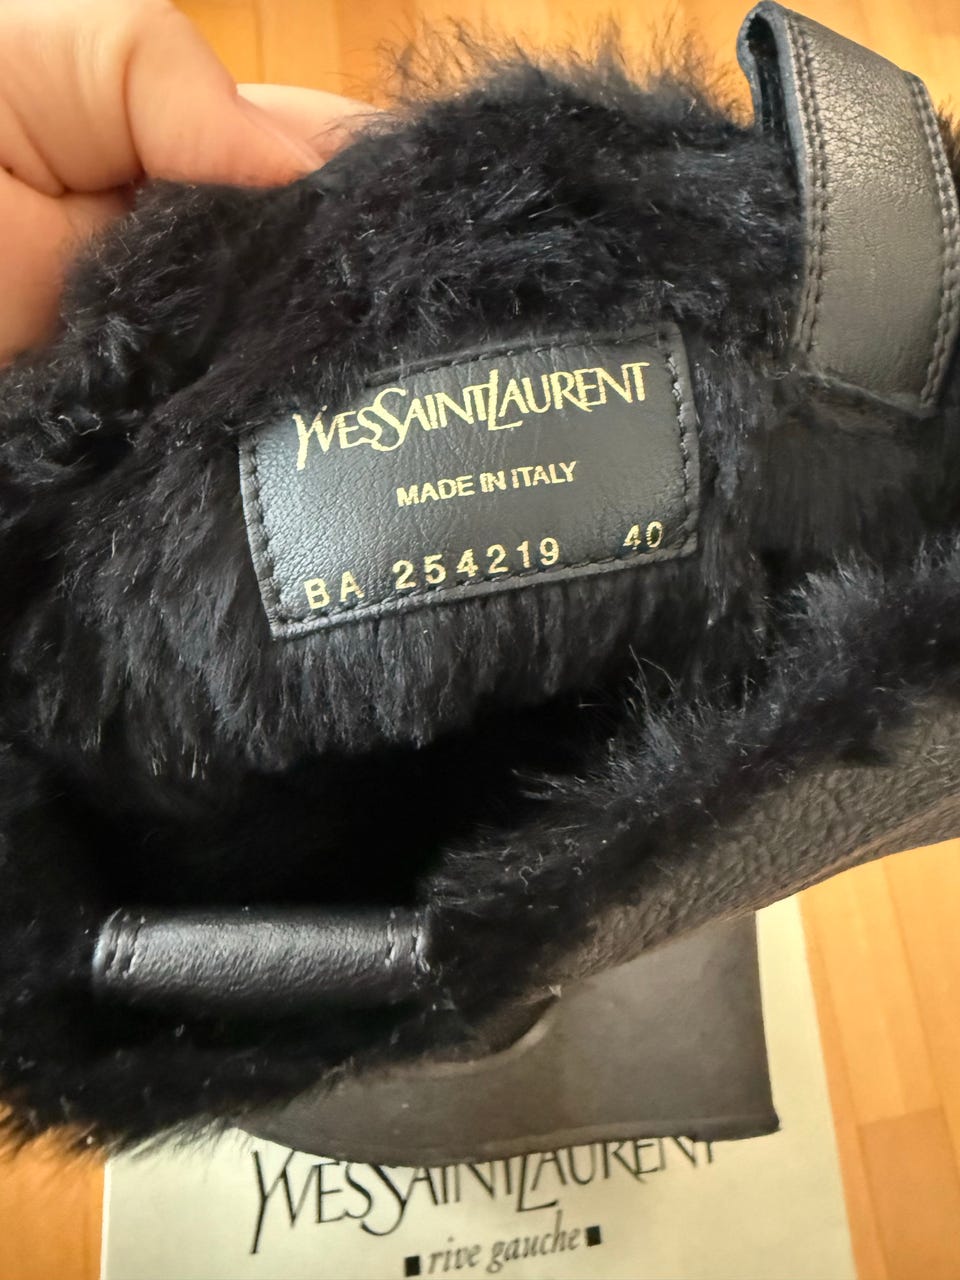 YVESSAINTLAURENT
MADE IN ITALY
BA 254219 40
YVESSAINTLAURENT
■rive gauche■